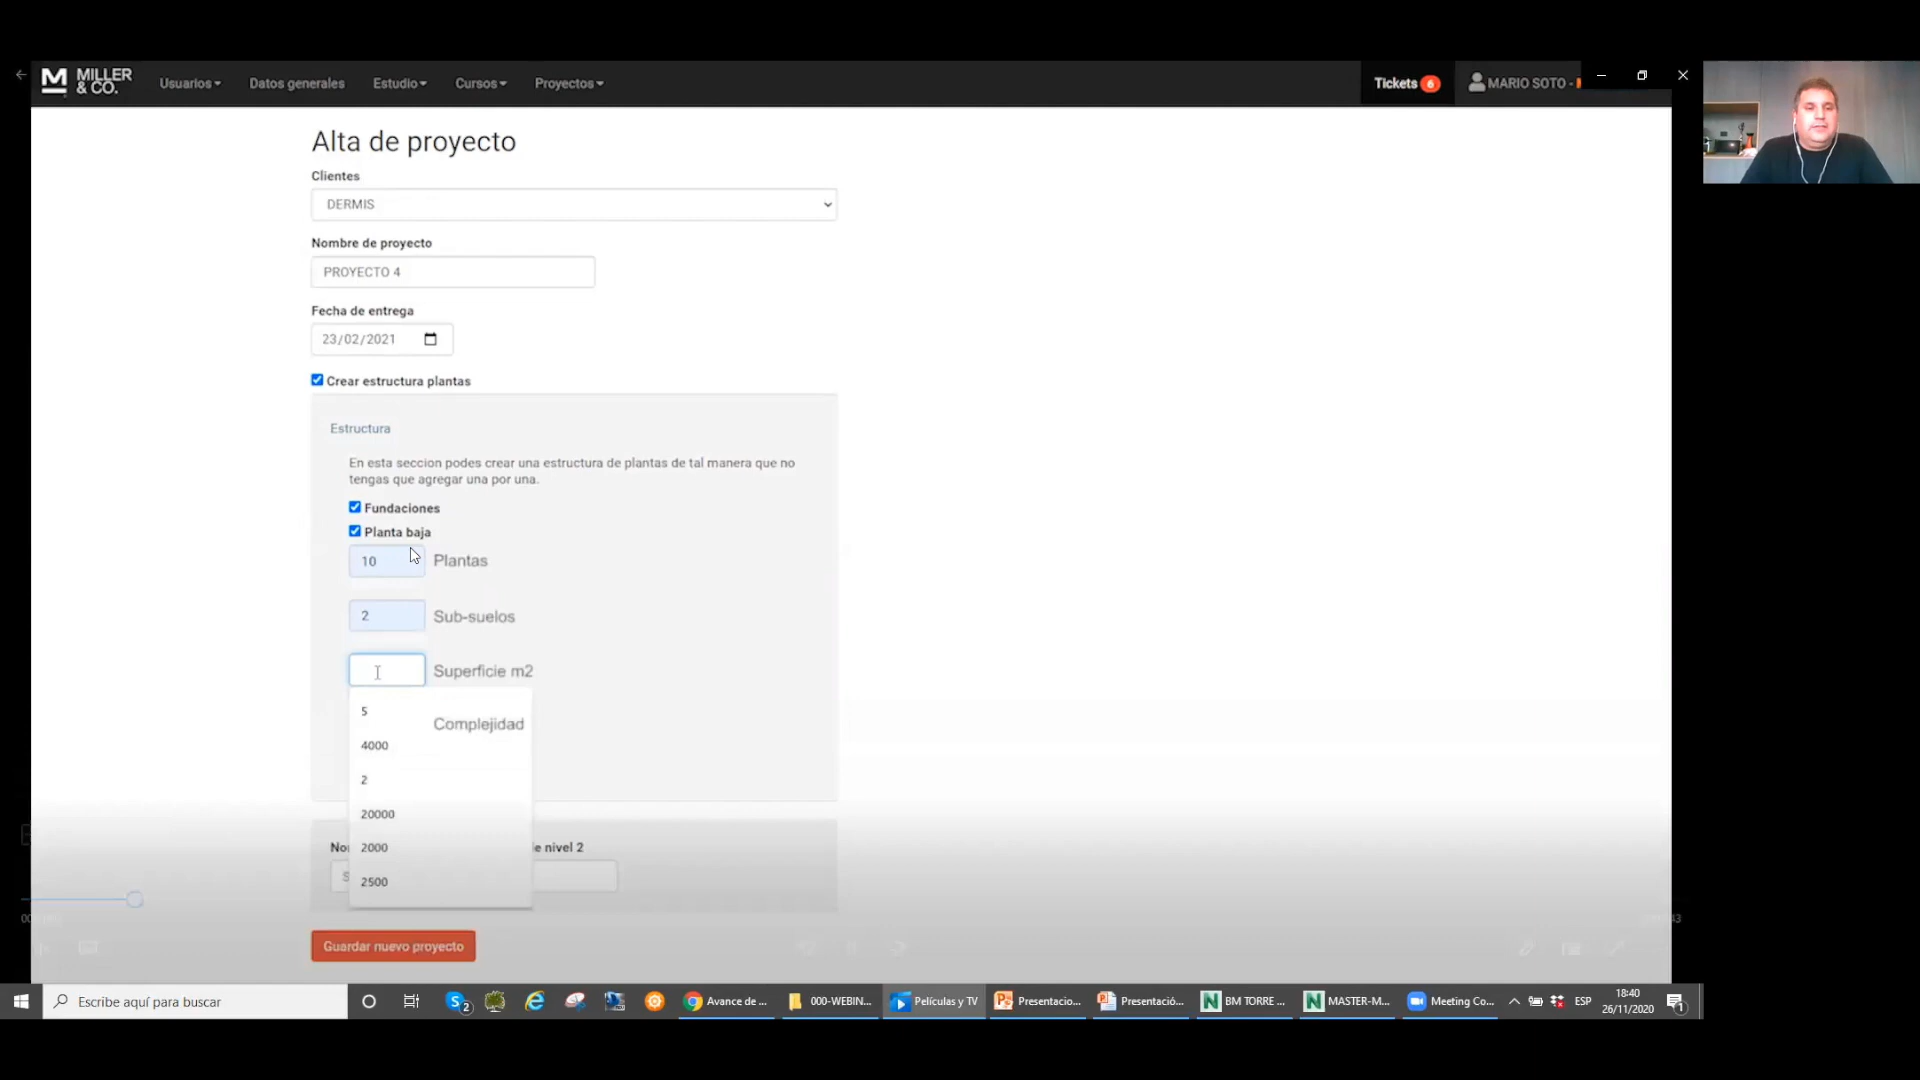 MILLER
& CO.
Usuarios
Datos generales
Estudio
Cursos
Proyectos
Tickets 6
MARIO SOTO -
Alta de proyecto
Clientes
DERMIS
Nombre de proyecto
PROYECTO 4
Fecha de entrega
23/02/2021
Crear estructura plantas
Estructura
En esta seccion podes crear una estructura de plantas de tal manera que no
tengas que agregar una por una.
Fundaciones
Planta baja
10 Plantas
2 Sub-suelos
Superficie m2
5
Complejidad
4000
2
20000
2000
2500
nivel 2
Guardar nuevo proyecto
Escribe aquí para buscar
2
Avance de ...
000-WEBIN...
Películas y TV
Presentacio...
Presentació...
BM TORRE ...
MASTER-M...
Meeting Co...
ESP
18:40
26/11/2020
1